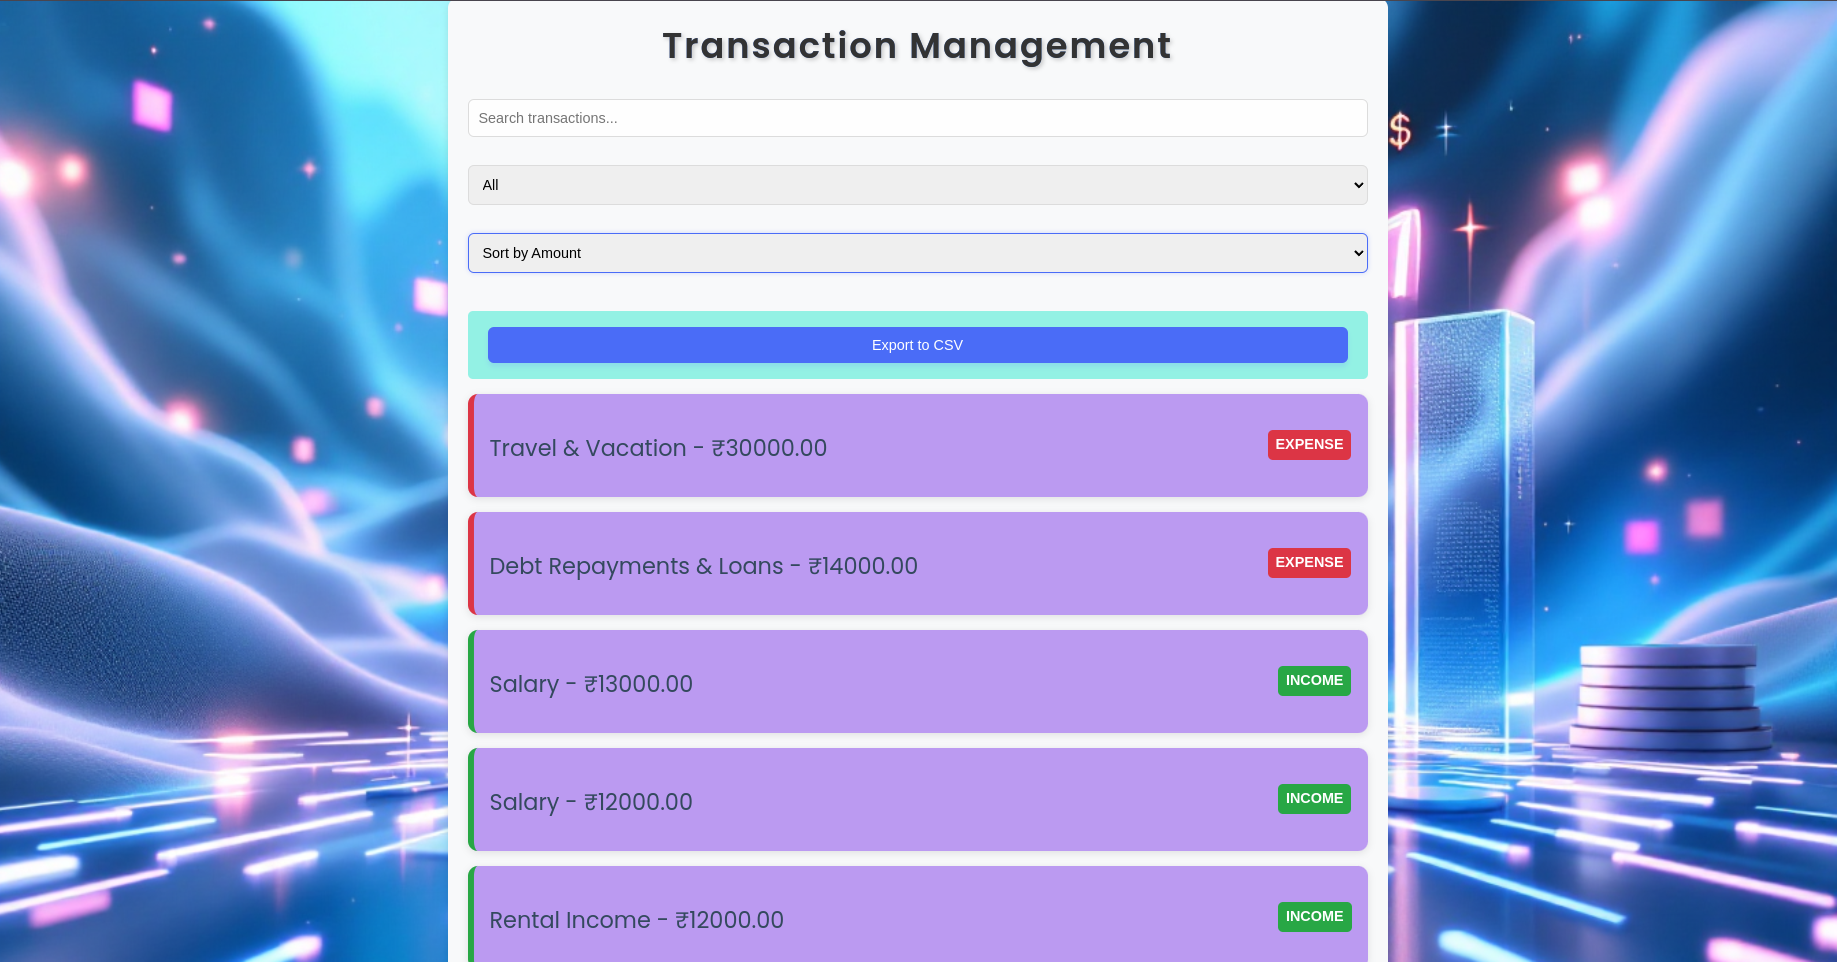 Transaction Management
Search transactions...
All
Sort by Amount
$
Export to CSV
Travel & Vacation - ₹30000.00
EXPENSE
Debt Repayments & Loans - ₹14000.00
EXPENSE
Salary - ₹13000.00
INCOME
Salary - ₹12000.00
INCOME
Rental Income - ₹12000.00
INCOME